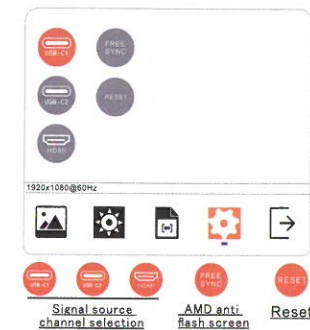 USB-C1
FREE
SYNC
USB-C2
RESET
HDMI
1920x1080@60Hz
USB-C1
USB-C2
HDMI
FREE
SYNC
RESET
Signal source
channel selection
AMD anti
flash screen
Reset